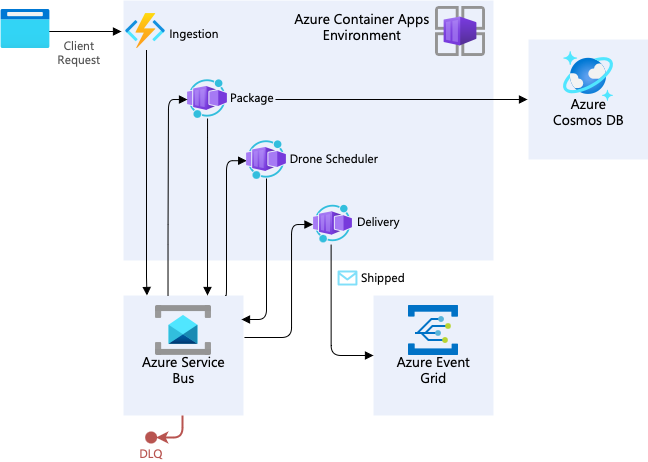 Client
Request
Ingestion
Azure Container Apps
Environment
Package
Azure
Cosmos DB
Drone Scheduler
Delivery
Shipped
Azure Service
Bus
Azure Event
Grid
DLQ